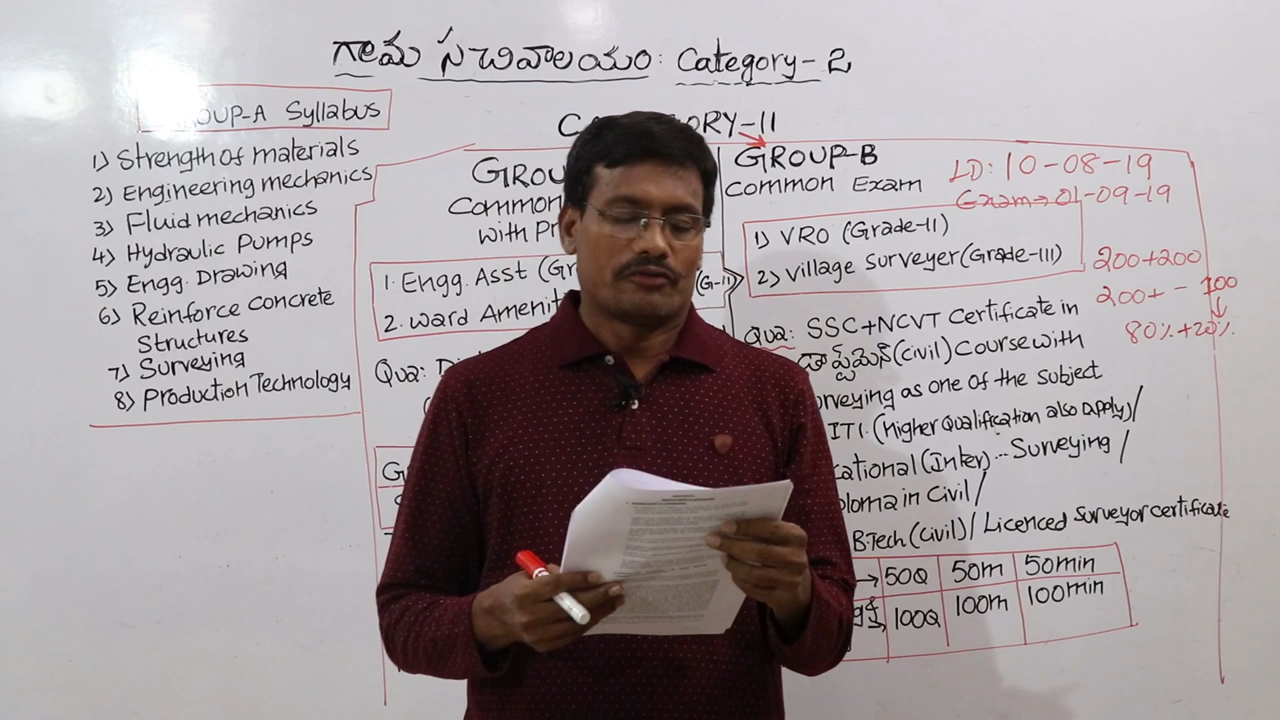 గ్రామ సచివాలయం: Category-2
GROUP-A Syllabus
1) Strength of materials
2) Engineering mechanics
3) Fluid mechanics
4) Hydraulic Pumps
5) Engg. Drawing
6) Reinforce concrete
Structures
7) Surveying
8) Production Technology
CATEGORY-II
GROU
Common
with Pr
1. Engg. Asst (Gr
(G-II)
2. Ward Amenit
Qua:
GROUP-B
Common Exam
LD: 10-08-19
Exam→01-09-19
1) VRO (Grade-II)
2) Village surveyor (Grade-III)
200+200
200+ - 100
↓
80%+20%
Qua: SSC+NCVT Certificate in
డ్రాఫ్ట్స్‌మెన్ (civil) Course with
urveying as one of the subject
ITI. (Higher Qualification also Apply)/
cational (Inter)... Surveying /
ploma in Civil /
B.Tech (Civil) / Licenced Surveyor certificate
→ 50Q 50m 50min
100Q 100m 100min